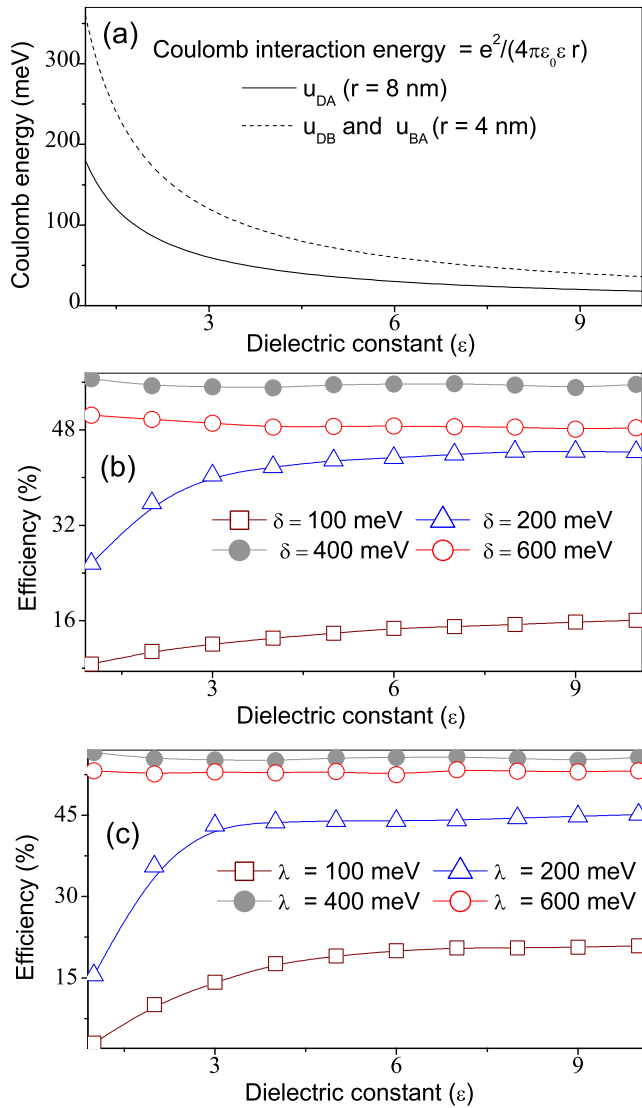 (a)
Coulomb interaction energy = e²/(4πε₀ε r)
u_DA (r = 8 nm)
u_DB and u_BA (r = 4 nm)
Coulomb energy (meV)
300
200
100
0
3
6
9
Dielectric constant (ε)
(b)
Efficiency (%)
48
32
16
δ = 100 meV
δ = 200 meV
δ = 400 meV
δ = 600 meV
3
6
9
Dielectric constant (ε)
(c)
Efficiency (%)
45
30
15
λ = 100 meV
λ = 200 meV
λ = 400 meV
λ = 600 meV
3
6
9
Dielectric constant (ε)